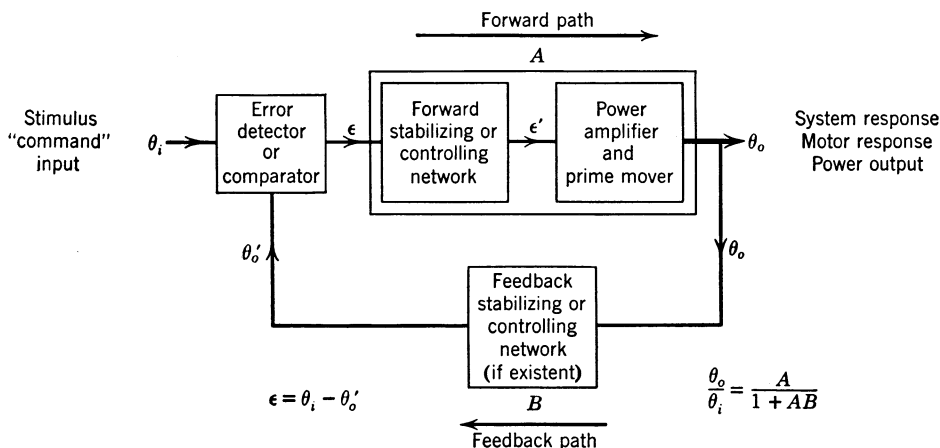 Forward path
A
Stimulus
"command"
input
θᵢ
Error
detector
or
comparator
ϵ
Forward
stabilizing or
controlling
network
ϵ′
Power
amplifier
and
prime mover
θₒ
System response
Motor response
Power output
θₒ′
θₒ
Feedback
stabilizing or
controlling
network
(if existent)
B
ϵ = θᵢ − θₒ′
θₒ/θᵢ = A/(1 + AB)
Feedback path